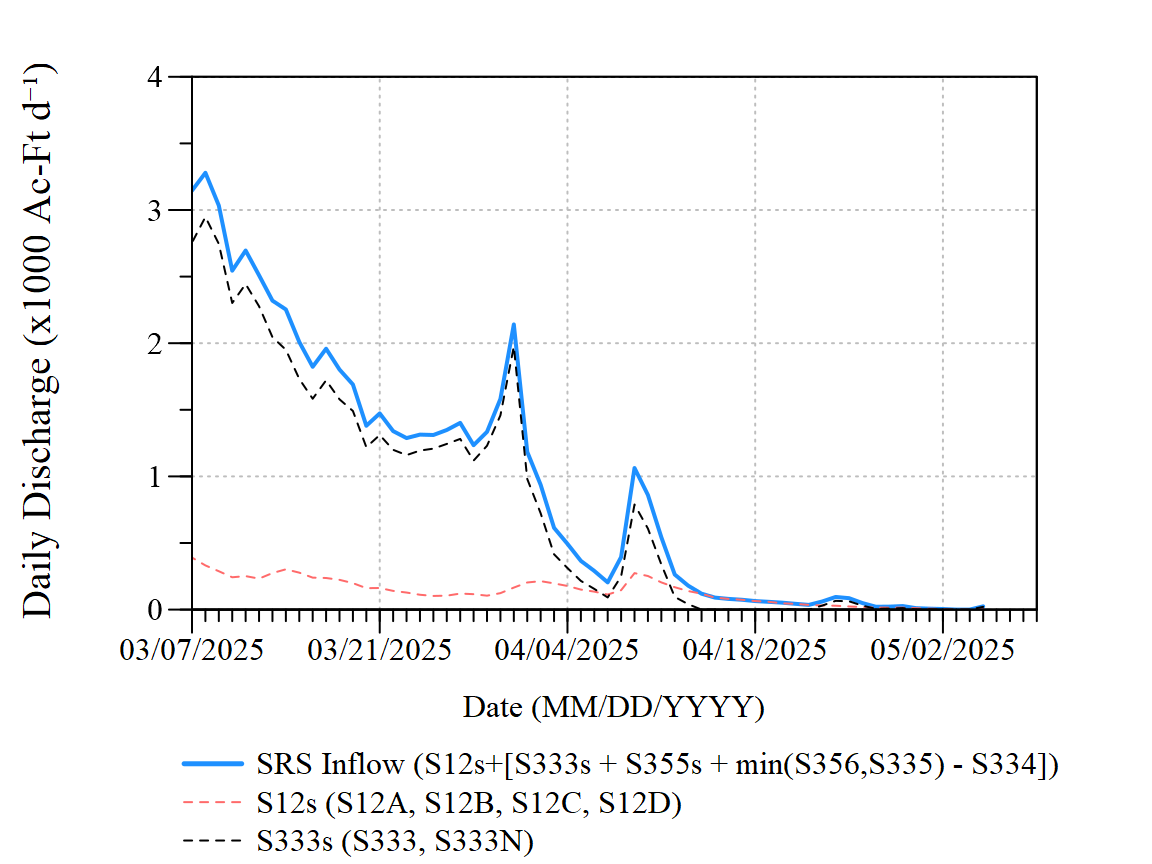 Daily Discharge (x1000 Ac-Ft d⁻¹)
4
3
2
1
0
03/07/2025 03/21/2025 04/04/2025 04/18/2025 05/02/2025
Date (MM/DD/YYYY)
SRS Inflow (S12s+[S333s + S355s + min(S356,S335) - S334])
S12s (S12A, S12B, S12C, S12D)
S333s (S333, S333N)